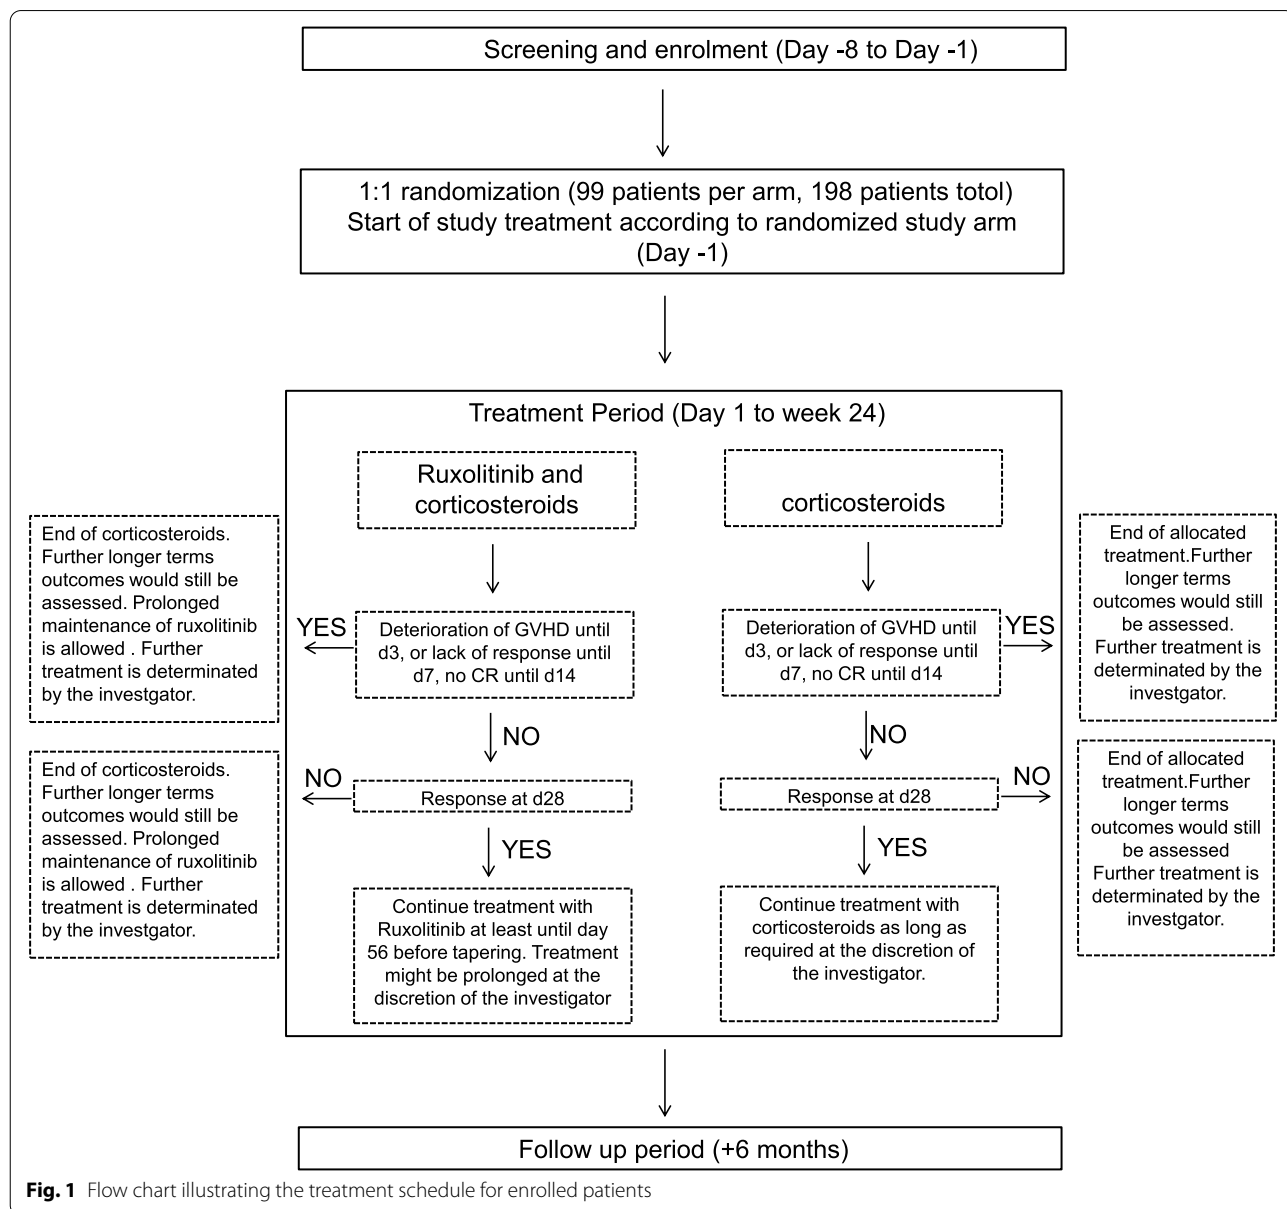 Screening and enrolment (Day -8 to Day -1)
1:1 randomization (99 patients per arm, 198 patients totol)
Start of study treatment according to randomized study arm
(Day -1)
Treatment Period (Day 1 to week 24)
Ruxolitinib and
corticosteroids
corticosteroids
End of corticosteroids.
Further longer terms
outcomes would still be
assessed. Prolonged
maintenance of ruxolitinib
is allowed . Further
treatment is determined
by the investgator.
YES
Deterioration of GVHD until
d3, or lack of response until
d7, no CR until d14
Deterioration of GVHD until
d3, or lack of response until
d7, no CR until d14
YES
End of allocated
treatment.Further
longer terms
outcomes would still
be assessed.
Further treatment is
determined by the
investgator.
NO
NO
End of corticosteroids.
Further longer terms
outcomes would still be
assessed. Prolonged
maintenance of ruxolitinib
is allowed . Further
treatment is determined
by the investgator.
NO
Response at d28
Response at d28
NO
End of allocated
treatment.Further
longer terms
outcomes would still
be assessed
Further treatment is
determined by the
investgator.
YES
YES
Continue treatment with
Ruxolitinib at least until day
56 before tapering. Treatment
might be prolonged at the
discretion of the investigator
Continue treatment with
corticosteroids as long as
required at the discretion of
the investigator.
Follow up period (+6 months)
Fig. 1 Flow chart illustrating the treatment schedule for enrolled patients